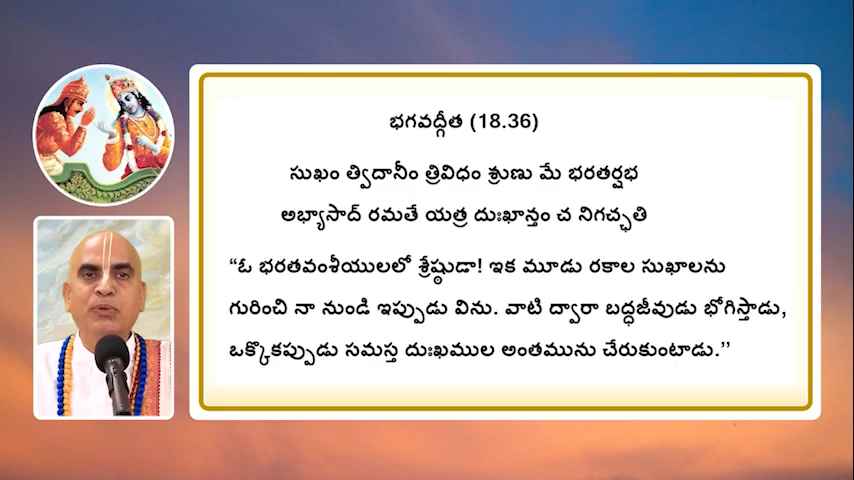 భగవద్గీత (18.36)
సుఖం త్విదానీం త్రివిధం శ్రుణు మే భరతర్షభ
అభ్యాసాద్ రమతే యత్ర దుఃఖాన్తం చ నిగచ్ఛతి
“ఓ భరతవంశీయులలో శ్రేష్ఠుడా! ఇక మూడు రకాల సుఖాలను
గురించి నా నుండి ఇప్పుడు విను. వాటి ద్వారా బద్ధజీవుడు భోగిస్తాడు,
ఒక్కొకప్పుడు సమస్త దుఃఖముల అంతమును చేరుకుంటాడు.’’